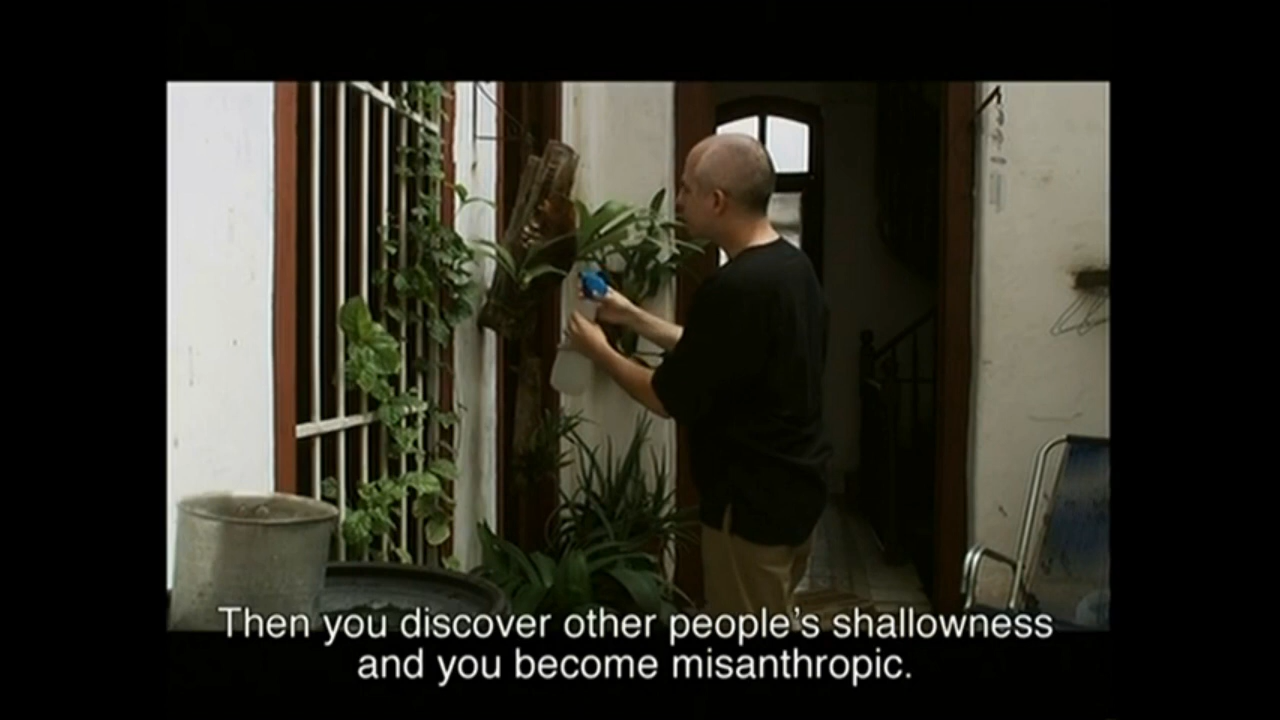 Then you discover other people's shallowness
and you become misanthropic.